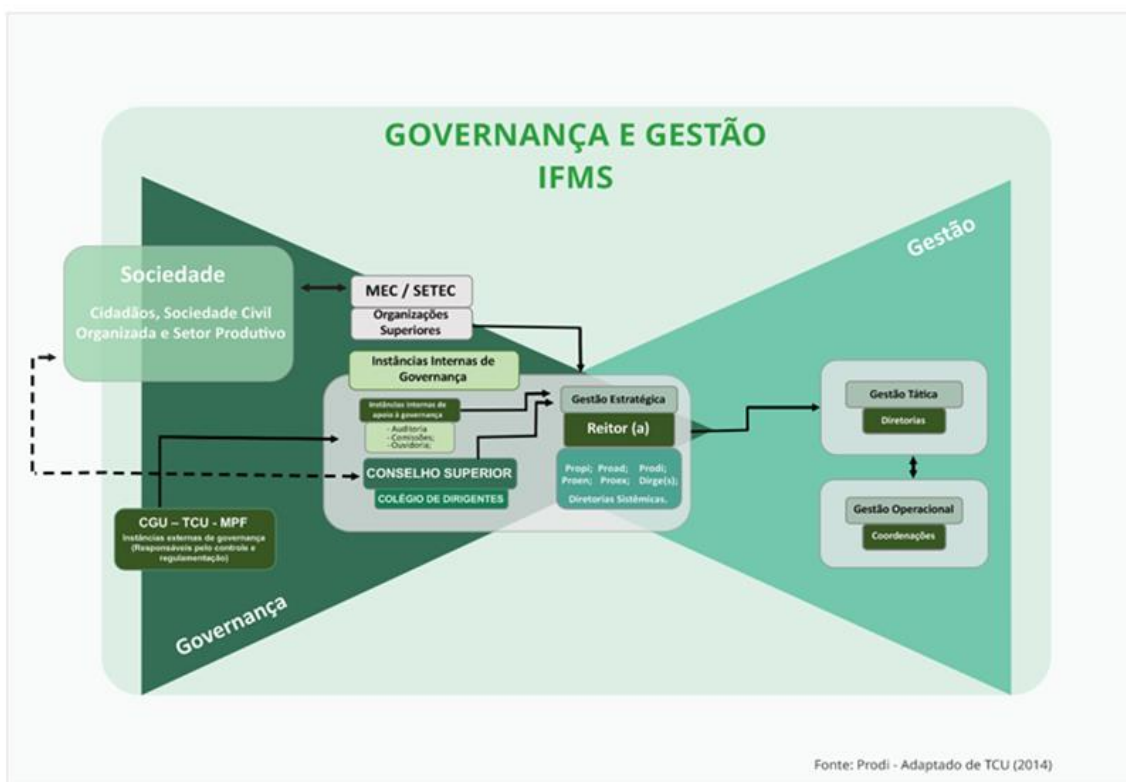 GOVERNANÇA E GESTÃO
IFMS
Sociedade
Cidadãos, Sociedade Civil
Organizada e Setor Produtivo
MEC / SETEC
Organizações
Superiores
Instâncias Internas de
Governança
Instâncias Internas de
apoio à governança
- Auditoria
- Comissões;
- Ouvidoria;
CONSELHO SUPERIOR
COLÉGIO DE DIRIGENTES
Gestão Estratégica
Reitor (a)
Propi; Proad; Prodi;
Proen; Proex; Dirge(s);
Diretorias Sistêmicas.
CGU – TCU - MPF
Instâncias externas de governança
(Responsáveis pelo controle e
regulamentação)
Governança
Gestão
Gestão Tática
Diretorias
Gestão Operacional
Coordenações
Fonte: Prodi - Adaptado de TCU (2014)